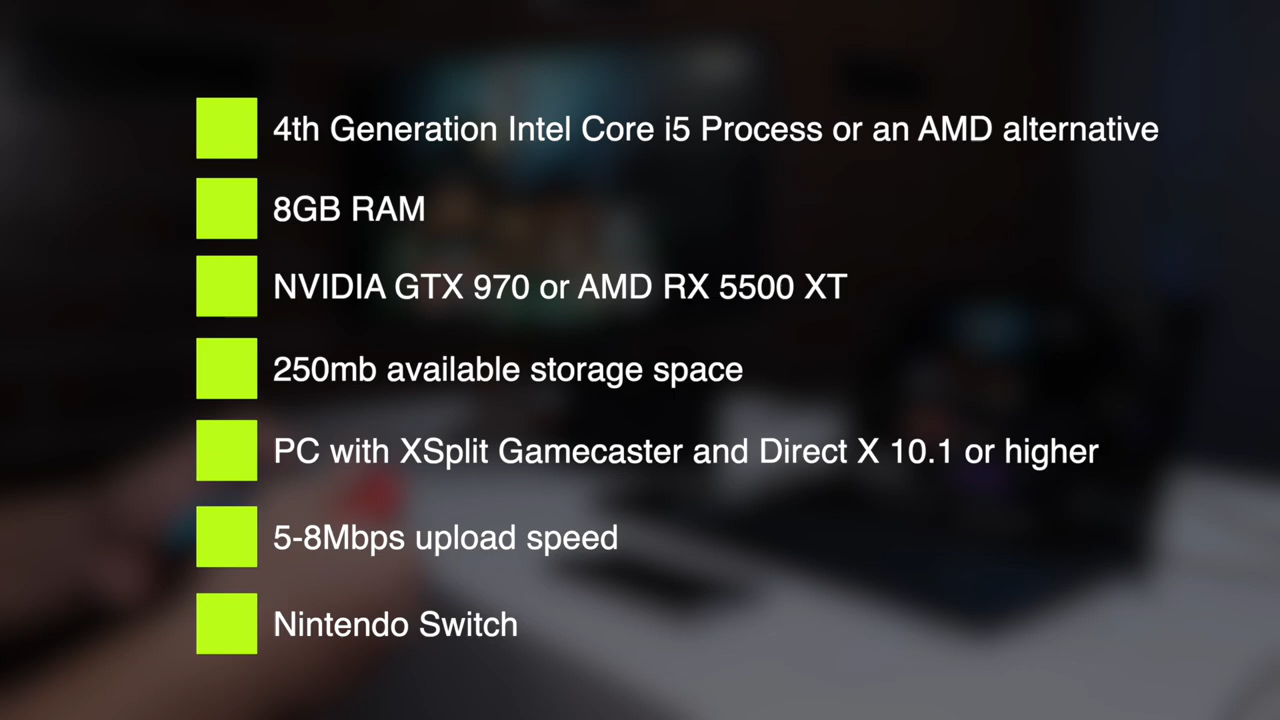 4th Generation Intel Core i5 Process or an AMD alternative
8GB RAM
NVIDIA GTX 970 or AMD RX 5500 XT
250mb available storage space
PC with XSplit Gamecaster and Direct X 10.1 or higher
5-8Mbps upload speed
Nintendo Switch